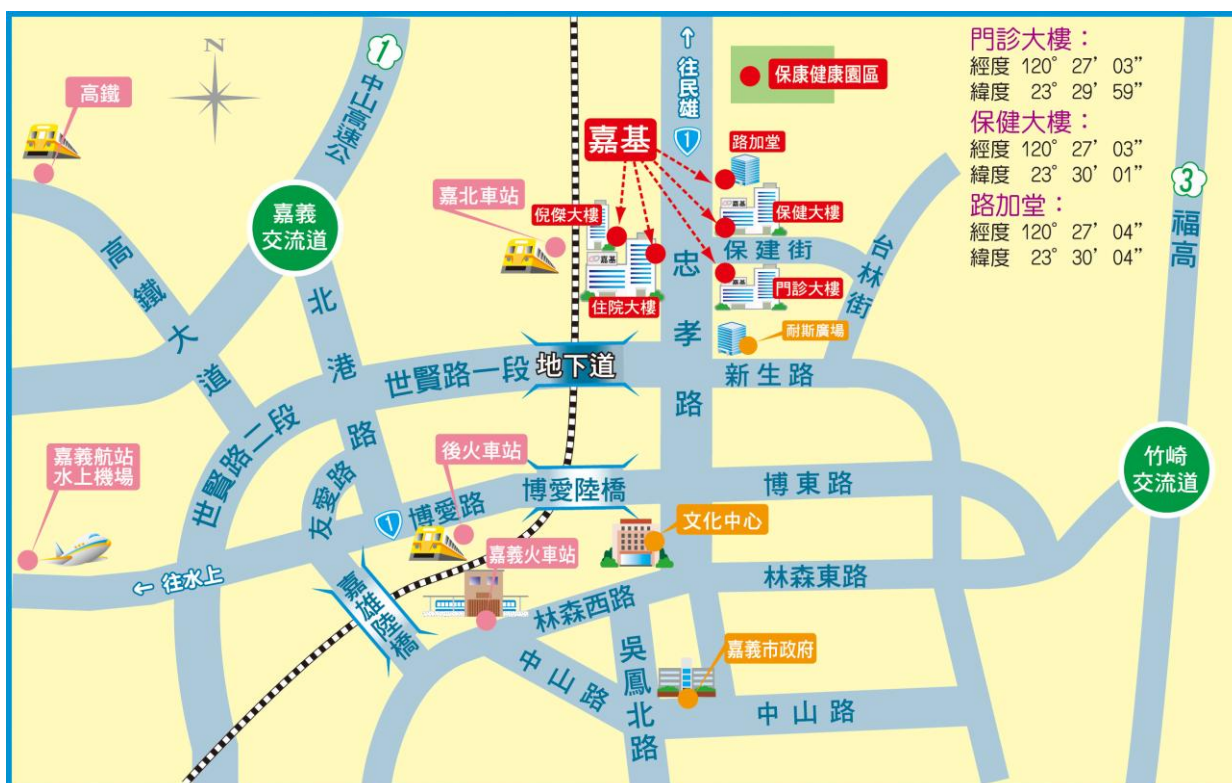 N
高鐵
1
中山高速公
↑往民雄
1
保康健康園區
門診大樓：
經度 120° 27’ 03”
緯度 23° 29’ 59”
保健大樓：
經度 120° 27’ 03”
緯度 23° 30’ 01”
路加堂：
經度 120° 27’ 04”
緯度 23° 30’ 04”
3
福高
嘉基
路加堂
嘉北車站
倪傑大樓
嘉基
保健大樓
嘉義
交流道
嘉基
住院大樓
保建街
台林街
嘉基
門診大樓
高鐵大道
北港路
忠孝路
耐斯廣場
世賢路一段
地下道
新生路
世賢路二段
友愛路
後火車站
嘉義航站
水上機場
竹崎
交流道
1
博愛路
博愛陸橋
博東路
文化中心
嘉義火車站
←往水上
嘉雄陸橋
林森西路
林森東路
中山路
吳鳳北路
嘉義市政府
中山路